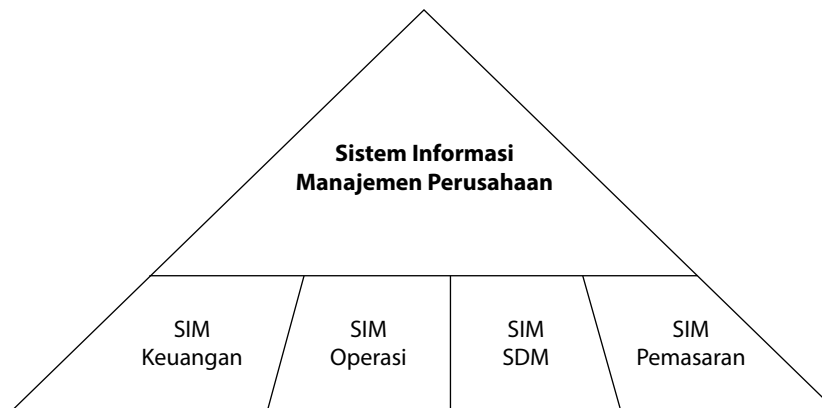 Sistem Informasi
Manajemen Perusahaan
SIM
Keuangan
SIM
Operasi
SIM
SDM
SIM
Pemasaran